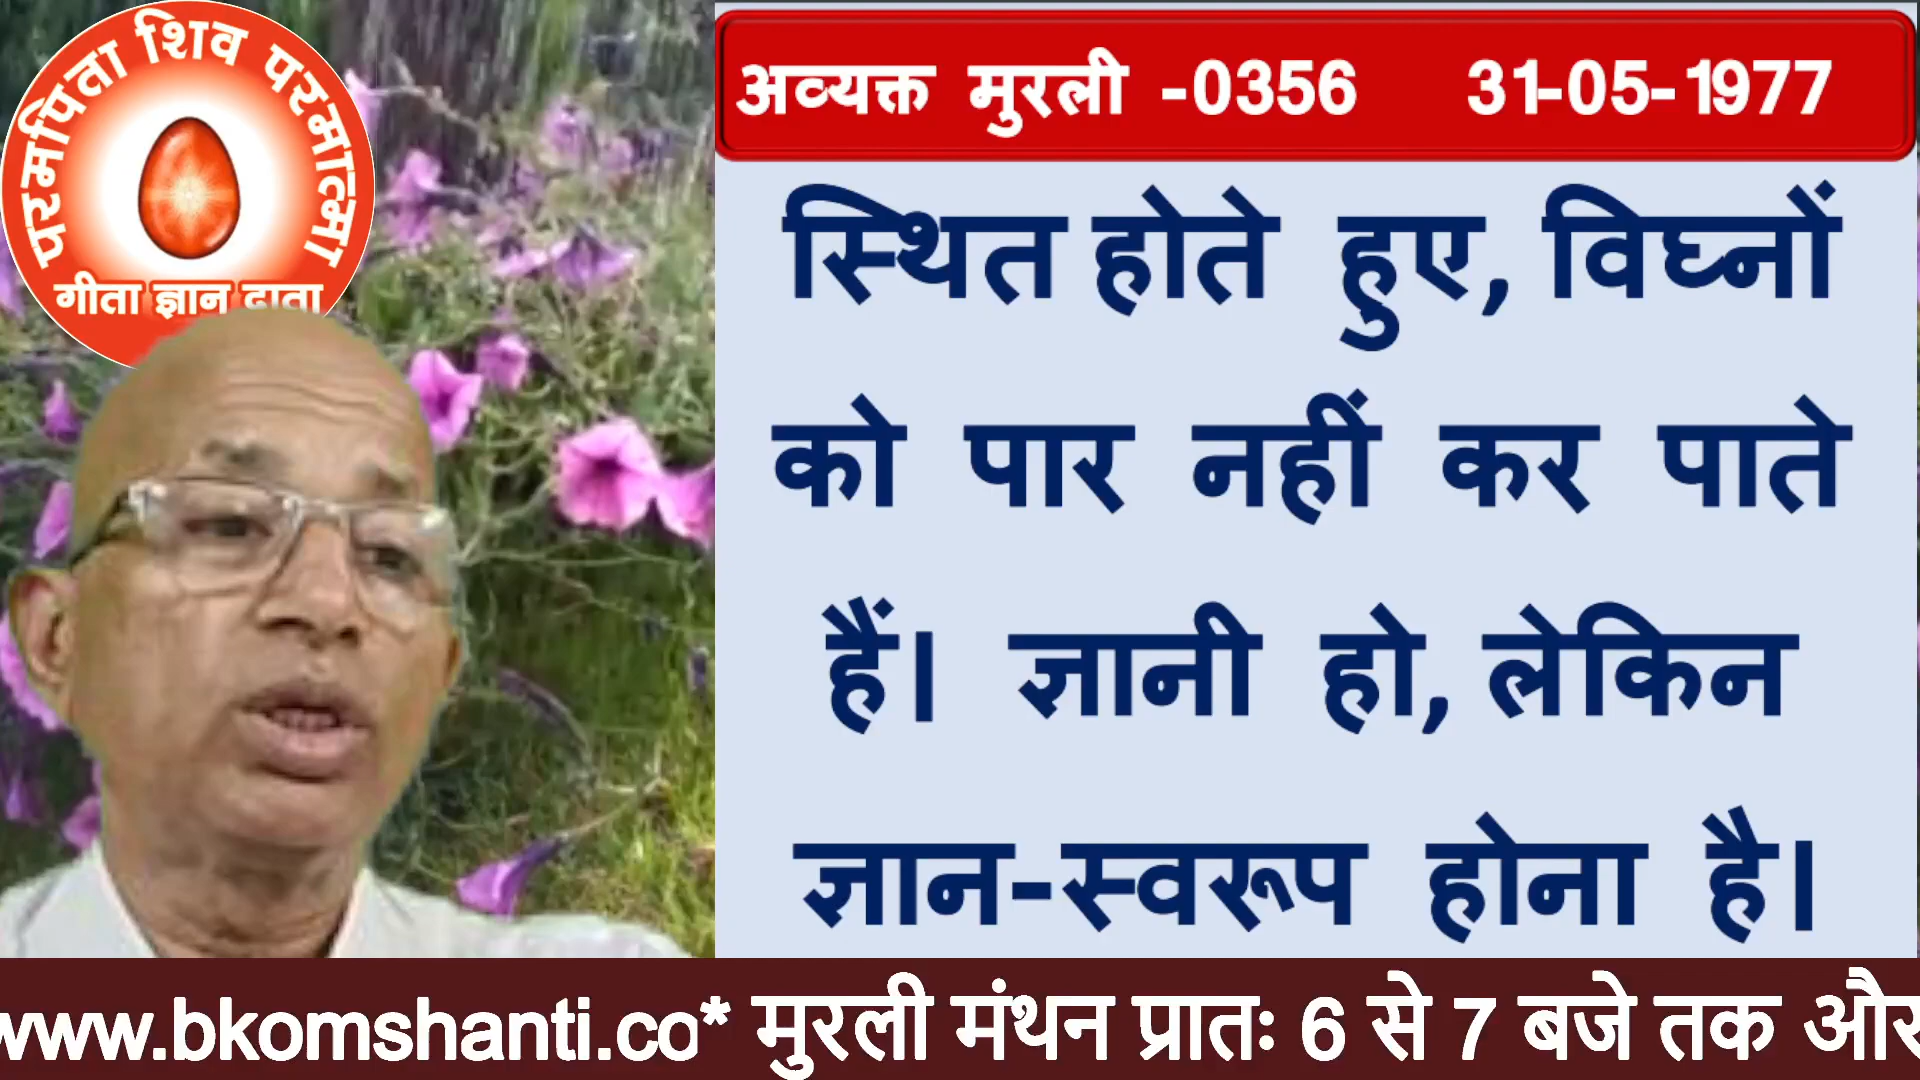 परमपिता शिव परमात्मा
गीता ज्ञान दाता
अव्यक्त मुरली -0356 31-05-1977
स्थित होते हुए, विघ्नों
को पार नहीं कर पाते
हैं। ज्ञानी हो, लेकिन
ज्ञान-स्वरूप होना है।
www.bkomshanti.co* मुरली मंथन प्रातः 6 से 7 बजे तक और